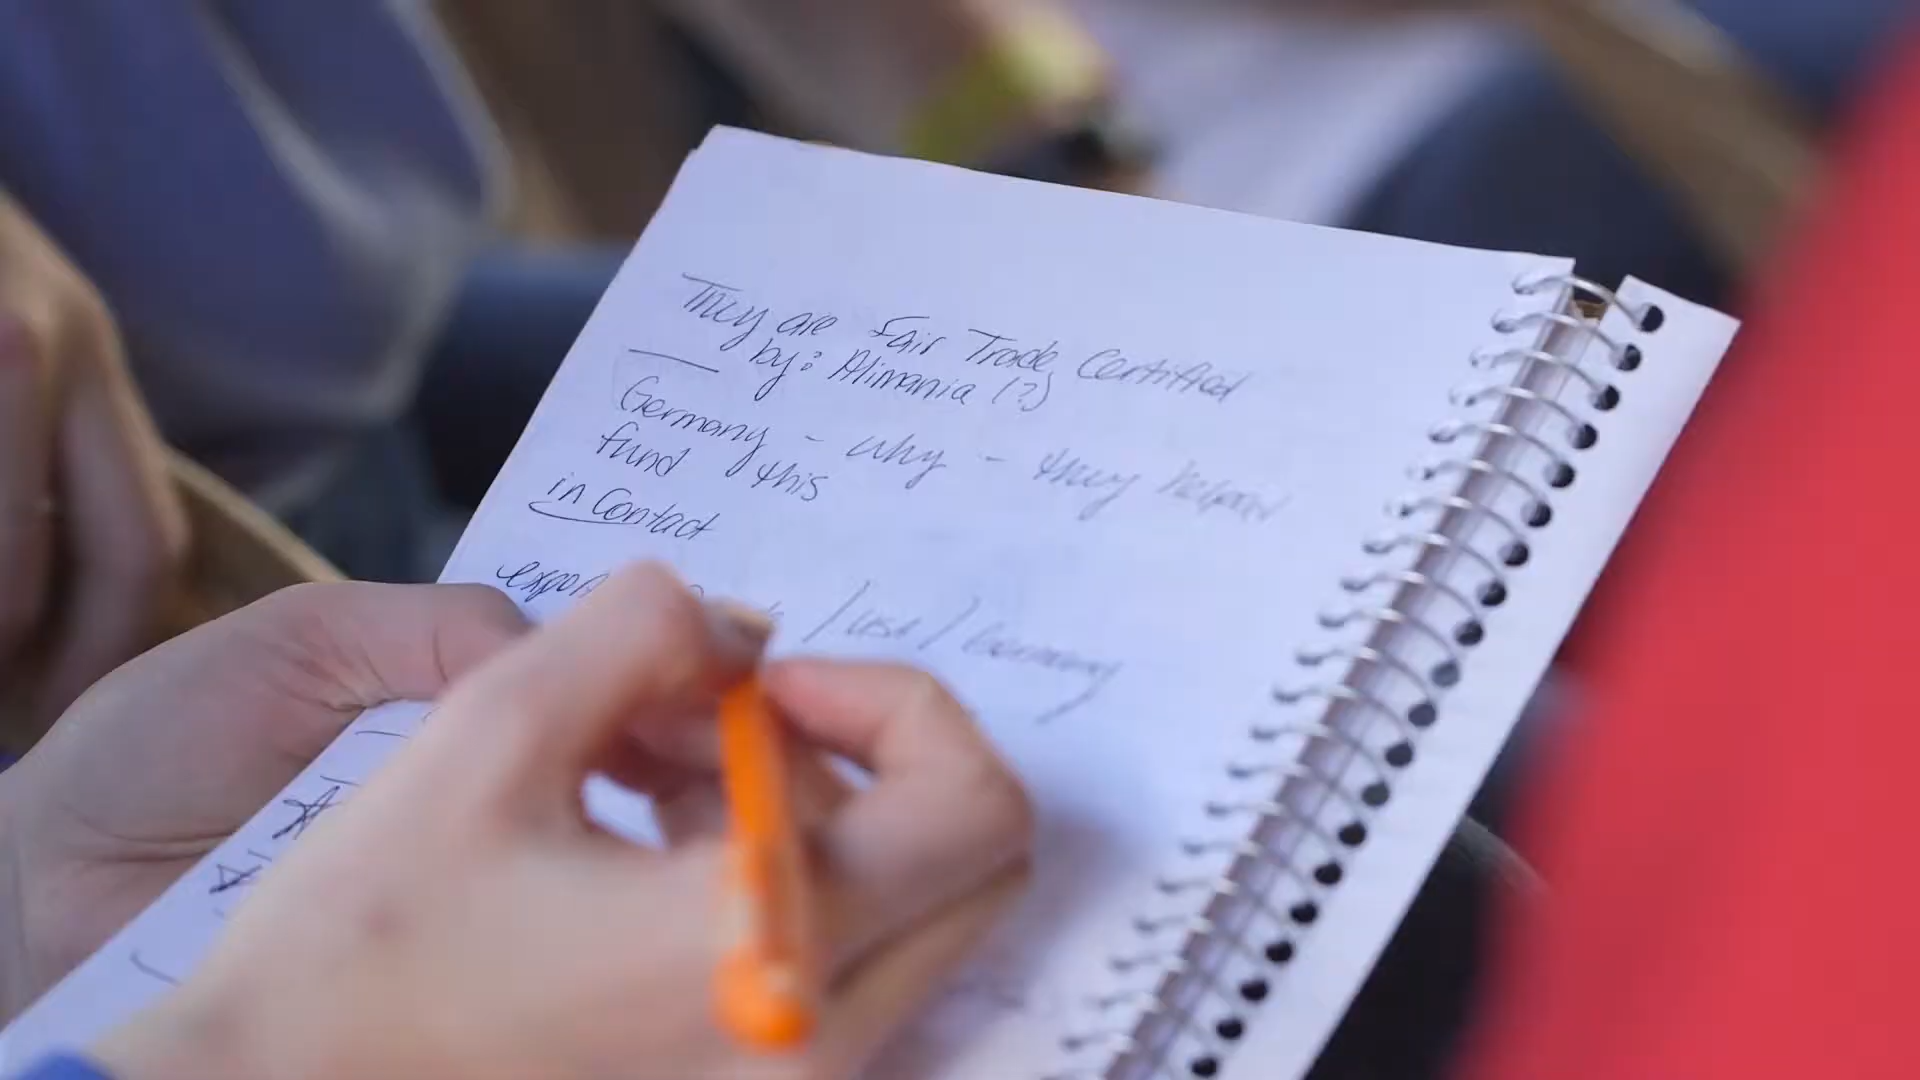 They are Fair Trade Certified
by: Alimania (?)
Germany - why - they helped
fund this
in Contact
/ USA / Germany